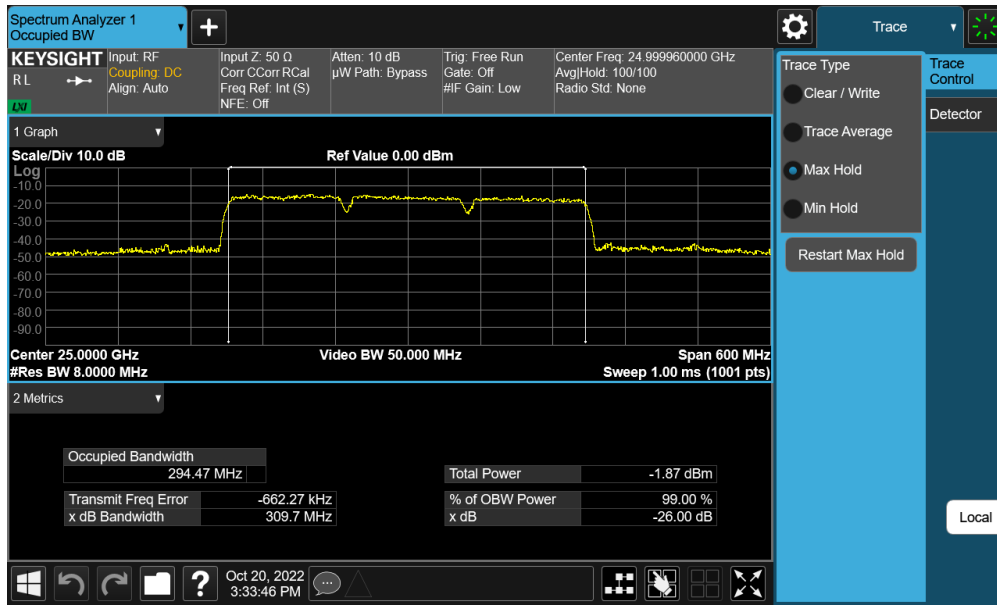 Spectrum Analyzer 1
Occupied BW
+
Trace
KEYSIGHT
R L
LXI
Input: RF
Coupling: DC
Align: Auto
Input Z: 50 Ω
Corr CCorr RCal
Freq Ref: Int (S)
NFE: Off
Atten: 10 dB
µW Path: Bypass
Trig: Free Run
Gate: Off
#IF Gain: Low
Center Freq: 24.999960000 GHz
Avg|Hold: 100/100
Radio Std: None
Trace Type
Clear / Write
Trace Average
Max Hold
Min Hold
Restart Max Hold
Trace
Control
Detector
1 Graph
Scale/Div 10.0 dB
Ref Value 0.00 dBm
Log
-10.0
-20.0
-30.0
-40.0
-50.0
-60.0
-70.0
-80.0
-90.0
Center 25.0000 GHz
Video BW 50.000 MHz
Span 600 MHz
#Res BW 8.0000 MHz
Sweep 1.00 ms (1001 pts)
2 Metrics
Occupied Bandwidth
294.47 MHz
Total Power -1.87 dBm
Transmit Freq Error -662.27 kHz
% of OBW Power 99.00 %
x dB Bandwidth 309.7 MHz
x dB -26.00 dB
Local
?
Oct 20, 2022
3:33:46 PM